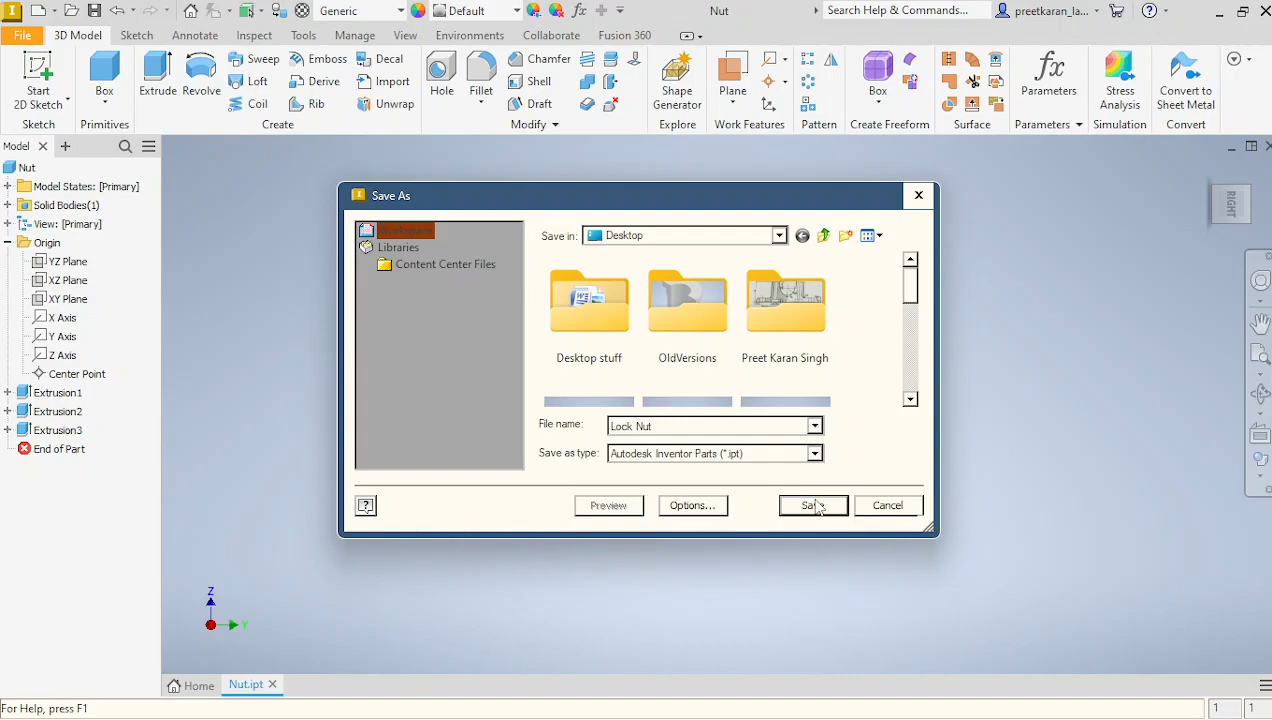 Generic
Default
Nut
Search Help & Commands...
preetkaran_la...
File
3D Model
Sketch
Annotate
Inspect
Tools
Manage
View
Environments
Collaborate
Fusion 360
Start
2D Sketch
Box
Extrude
Revolve
Sweep
Loft
Coil
Emboss
Derive
Rib
Decal
Import
Unwrap
Hole
Fillet
Chamfer
Shell
Draft
Shape
Generator
Plane
Box
Parameters
Stress
Analysis
Convert to
Sheet Metal
Sketch
Primitives
Create
Modify
Explore
Work Features
Pattern
Create Freeform
Surface
Parameters
Simulation
Convert
Model
Nut
Model States: [Primary]
Solid Bodies(1)
View: [Primary]
Origin
YZ Plane
XZ Plane
XY Plane
X Axis
Y Axis
Z Axis
Center Point
Extrusion1
Extrusion2
Extrusion3
End of Part
Save As
Workspace
Libraries
Content Center Files
Save in:
Desktop
Desktop stuff
OldVersions
Preet Karan Singh
File name:
Lock Nut
Save as type:
Autodesk Inventor Parts (*.ipt)
Preview
Options...
Save
Cancel
RIGHT
Z
Y
Home
Nut.ipt
For Help, press F1
1
1